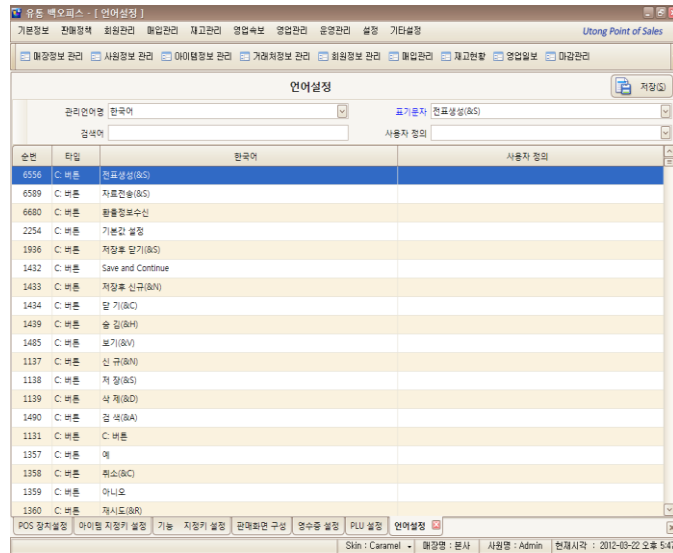 유통 백오피스 - [ 언어설정 ]
기본정보 판매정책 회원관리 매입관리 재고관리 영업속보 영업관리 운영관리 설정 기타설정 Utong Point of Sales
매장정보 관리 사원정보 관리 아이템정보 관리 거래처정보 관리 회원정보 관리 매입관리 재고현황 영업일보 마감관리
언어설정 저장(S)
관리언어명 한국어 표기문자 전표생성(&S)
검색어 사용자 정의
순번 타입 한국어 사용자 정의
6556 C: 버튼 전표생성(&S)
6589 C: 버튼 자료전송(&S)
6680 C: 버튼 환률정보수신
2254 C: 버튼 기본값 설정
1936 C: 버튼 저장후 닫기(&S)
1432 C: 버튼 Save and Continue
1433 C: 버튼 저장후 신규(&N)
1434 C: 버튼 닫 기(&C)
1439 C: 버튼 숨 김(&H)
1485 C: 버튼 보기(&V)
1137 C: 버튼 신 규(&N)
1138 C: 버튼 저 장(&S)
1139 C: 버튼 삭 제(&D)
1490 C: 버튼 검 색(&A)
1131 C: 버튼 C: 버튼
1357 C: 버튼 예
1358 C: 버튼 취소(&C)
1359 C: 버튼 아니오
1360 C: 버튼 재시도(&R)
POS 장치설정 아이템 지정키 설정 기능 지정키 설정 판매화면 구성 영수증 설정 PLU 설정 언어설정
Skin : Caramel 매장명 : 본사 사원명 : Admin 현재시각 : 2012-03-22 오후 5:47